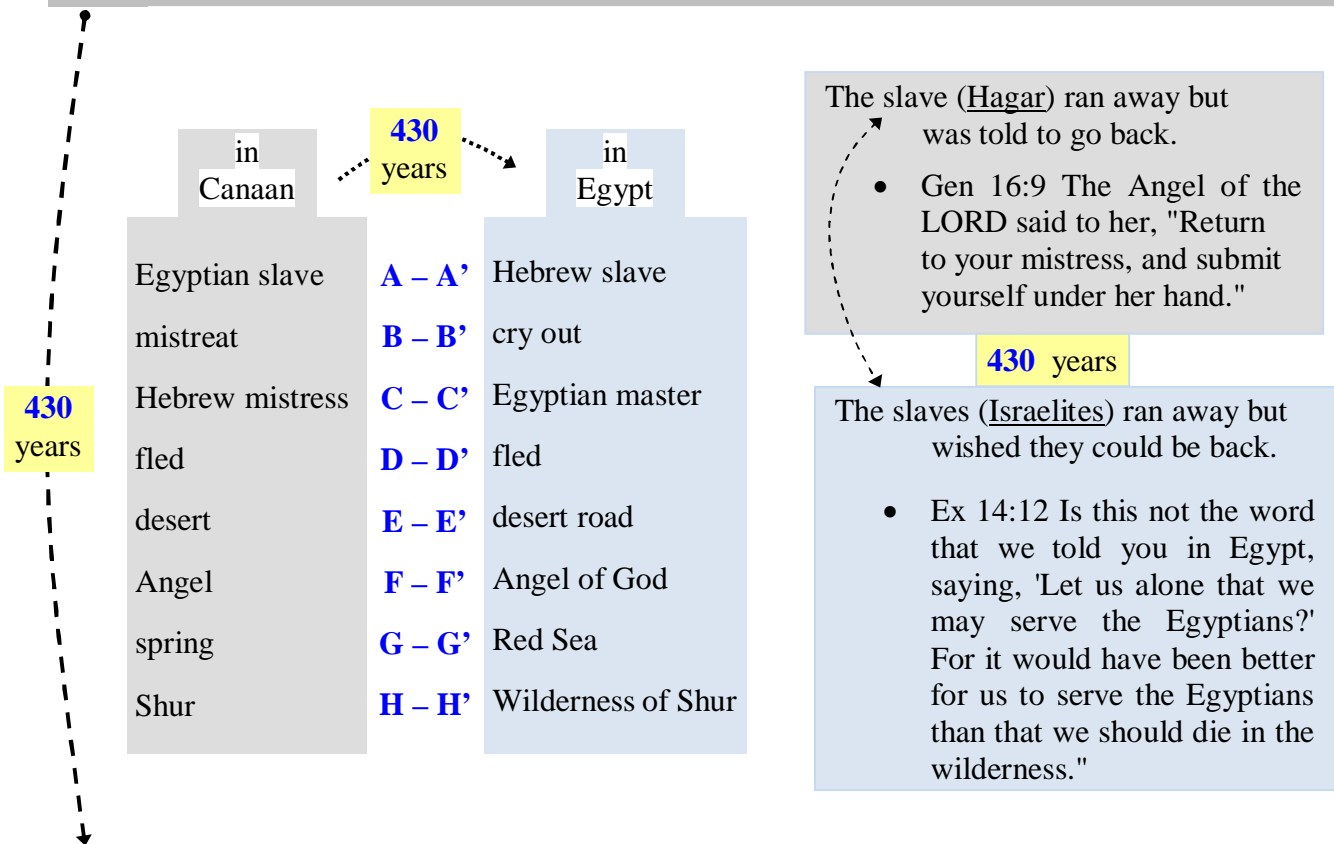 430
years
in
Canaan
430
years
in
Egypt
Egyptian slave A – A’ Hebrew slave
mistreat B – B’ cry out
Hebrew mistress C – C’ Egyptian master
fled D – D’ fled
desert E – E’ desert road
Angel F – F’ Angel of God
spring G – G’ Red Sea
Shur H – H’ Wilderness of Shur
The slave (Hagar) ran away but
was told to go back.
• Gen 16:9 The Angel of the
LORD said to her, "Return
to your mistress, and submit
yourself under her hand."
430 years
The slaves (Israelites) ran away but
wished they could be back.
• Ex 14:12 Is this not the word
that we told you in Egypt,
saying, 'Let us alone that we
may serve the Egyptians?'
For it would have been better
for us to serve the Egyptians
than that we should die in the
wilderness."